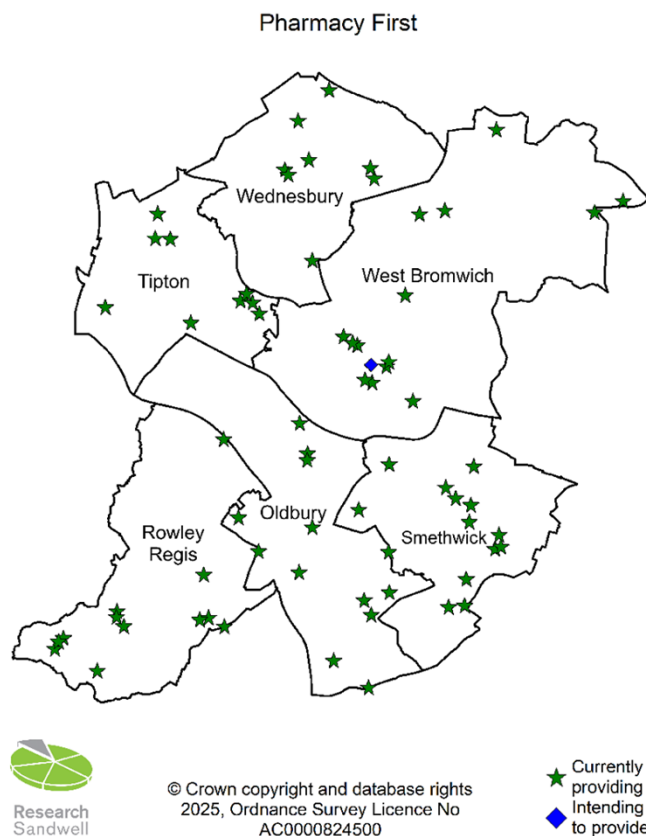 Pharmacy First
Wednesbury
Tipton
West Bromwich
Oldbury
Rowley
Regis
Smethwick
Research
Sandwell
© Crown copyright and database rights
2025, Ordnance Survey Licence No
AC0000824500
Currently
providing
Intending
to provide